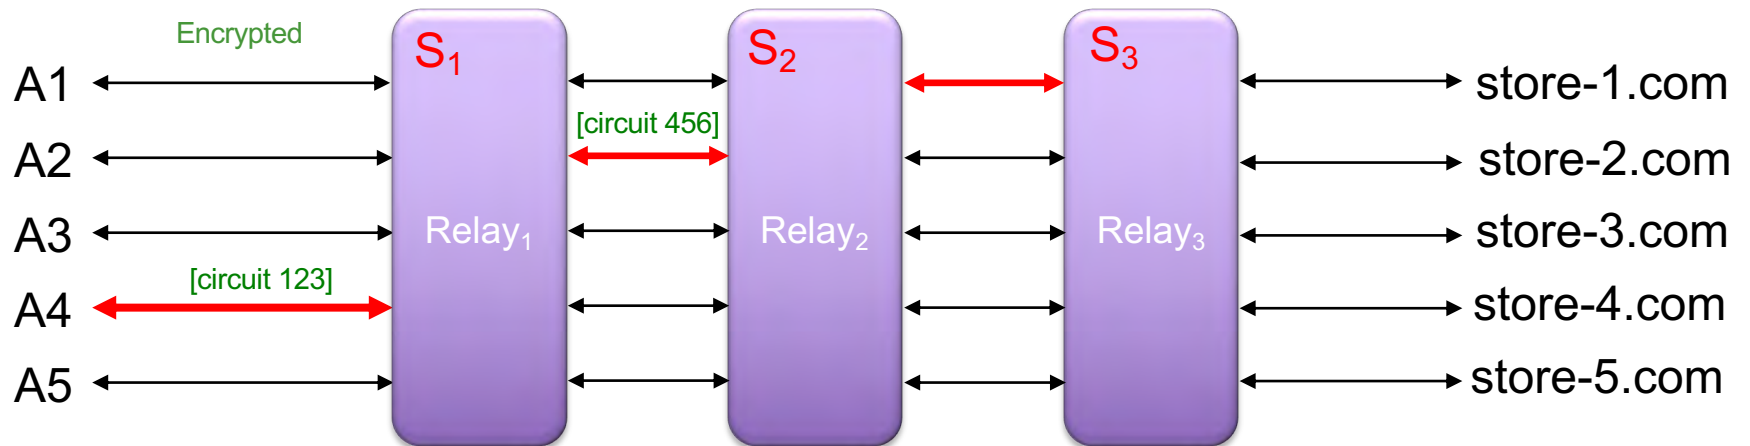 Encrypted
S₁
S₂
S₃
A1
store-1.com
[circuit 456]
A2
store-2.com
A3
Relay₁
Relay₂
Relay₃
store-3.com
[circuit 123]
A4
store-4.com
A5
store-5.com